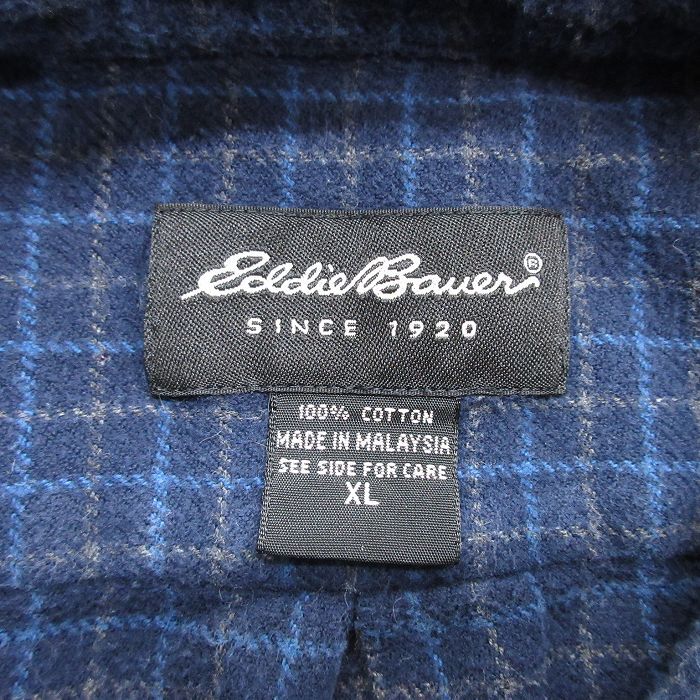 Eddie Bauer®
SINCE 1920
100% COTTON
MADE IN MALAYSIA
SEE SIDE FOR CARE
XL